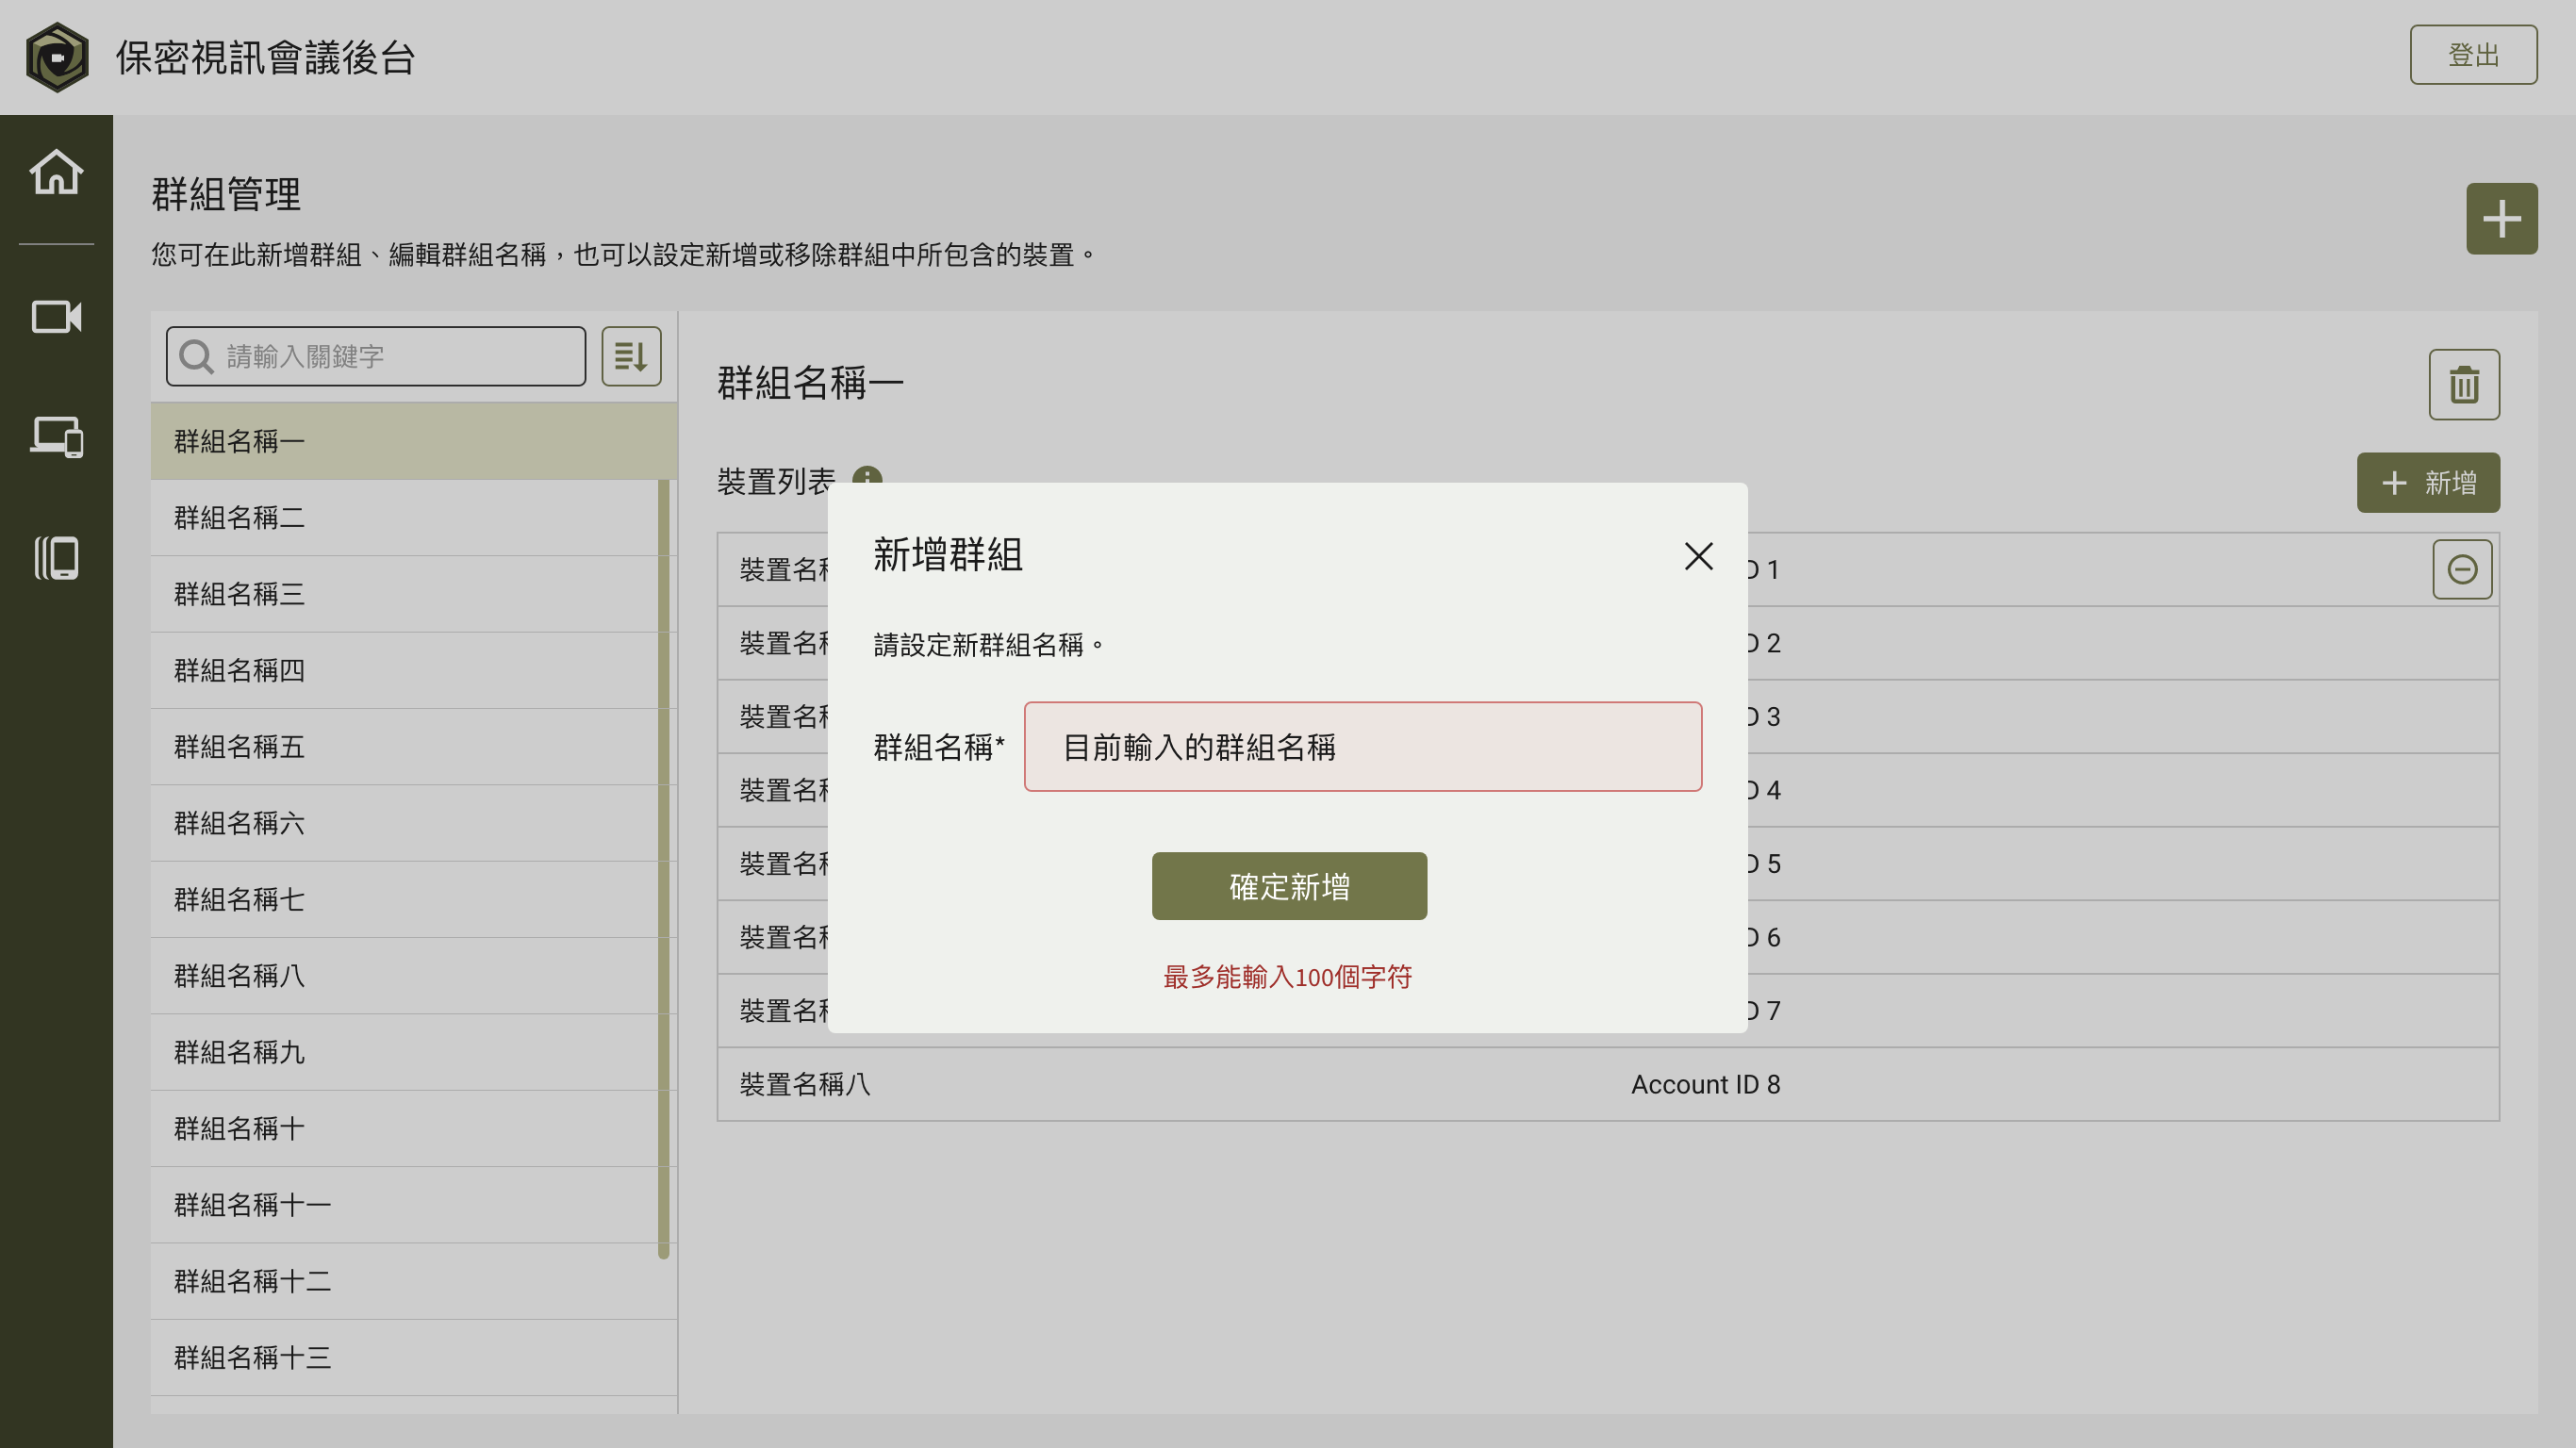 保密視訊會議後台
登出
群組管理
您可在此新增群組、編輯群組名稱，也可以設定新增或移除群組中所包含的裝置。
請輸入關鍵字
群組名稱一
群組名稱二
群組名稱三
群組名稱四
群組名稱五
群組名稱六
群組名稱七
群組名稱八
群組名稱九
群組名稱十
群組名稱十一
群組名稱十二
群組名稱十三
群組名稱一
裝置列表
新增
裝置名 D 1
裝置名 D 2
裝置名 D 3
裝置名 D 4
裝置名 D 5
裝置名 D 6
裝置名 D 7
裝置名稱八 Account ID 8
新增群組
請設定新群組名稱。
群組名稱* 目前輸入的群組名稱
確定新增
最多能輸入100個字符